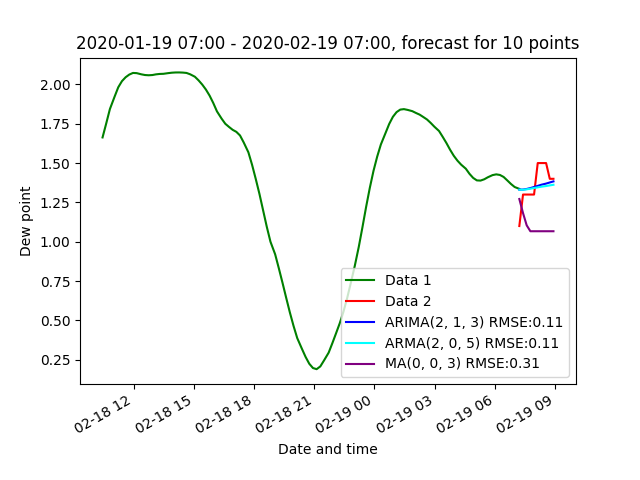 2020-01-19 07:00 - 2020-02-19 07:00, forecast for 10 points
Dew point
2.00
1.75
1.50
1.25
1.00
0.75
0.50
0.25
Data 1
Data 2
ARIMA(2, 1, 3) RMSE:0.11
ARMA(2, 0, 5) RMSE:0.11
MA(0, 0, 3) RMSE:0.31
02-18 12
02-18 15
02-18 18
02-18 21
02-19 00
02-19 03
02-19 06
02-19 09
Date and time